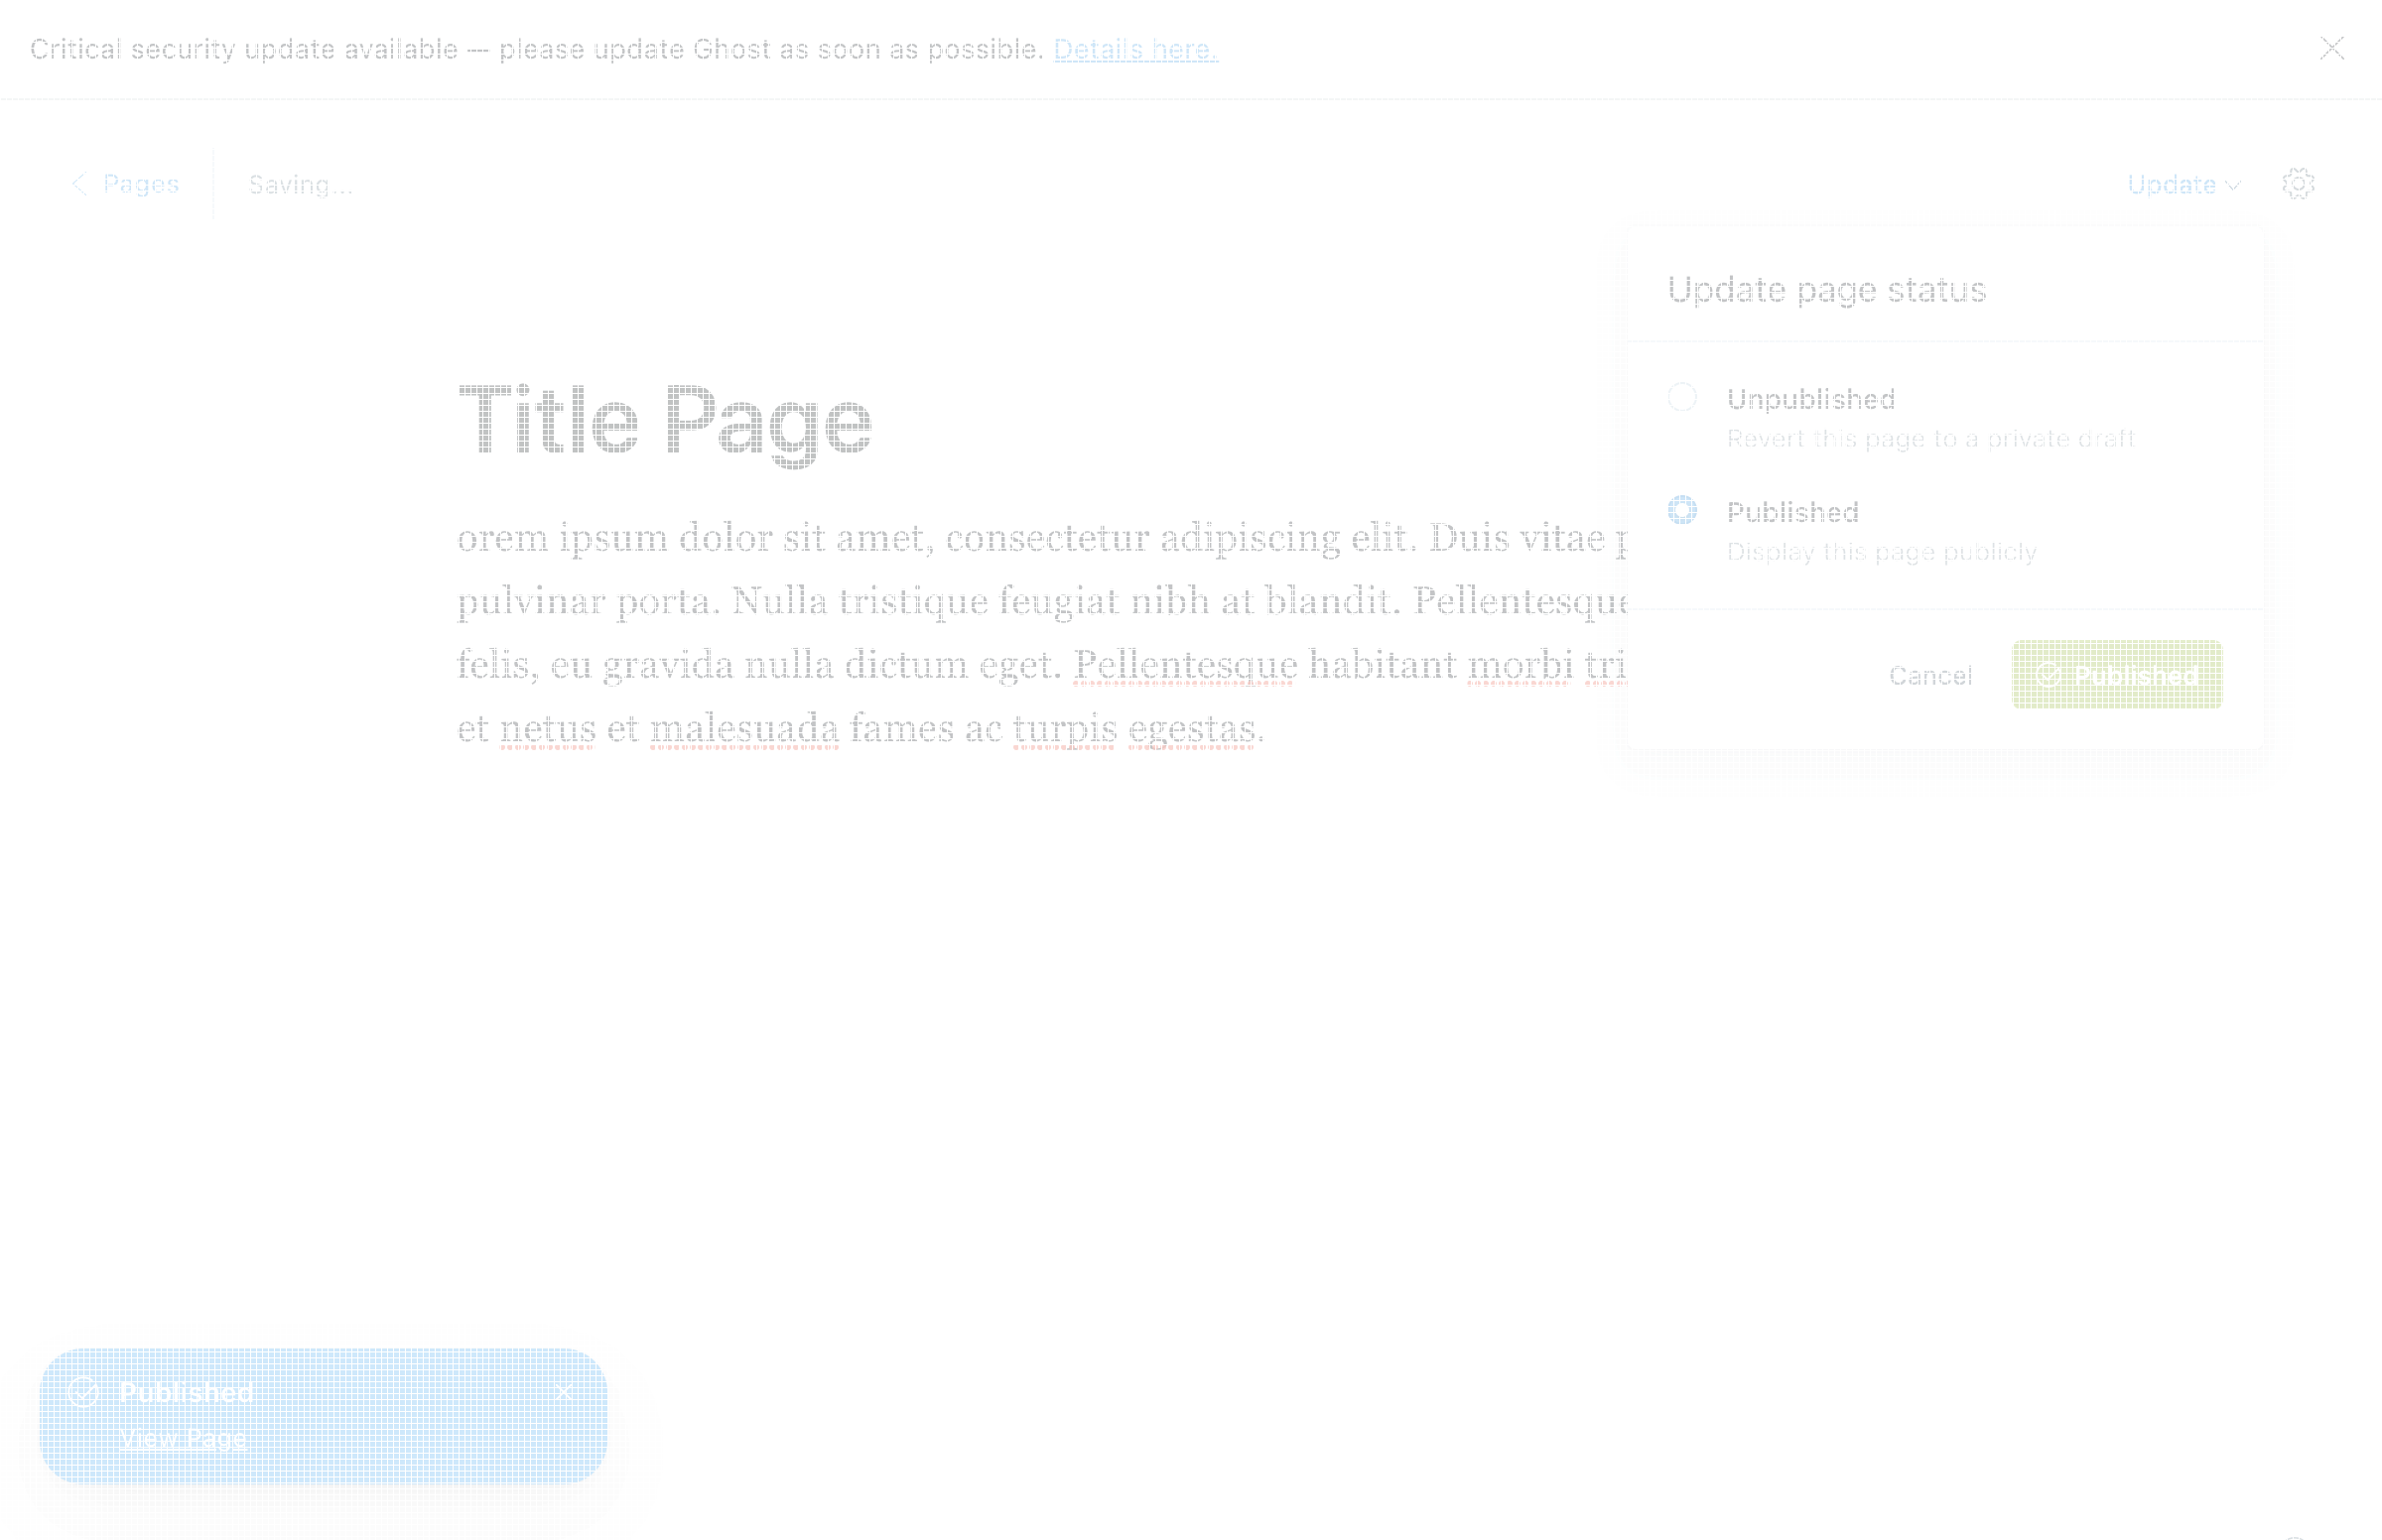 Critical security update available — please update Ghost as soon as possible. Details here.
Pages
Saving...
Update
Update page status
Unpublished
Revert this page to a private draft
Published
Display this page publicly
Cancel
Published
Title Page
orem ipsum dolor sit amet, consectetur adipiscing elit. Duis vitae p
pulvinar porta. Nulla tristique feugiat nibh at blandit. Pellentesque
felis, eu gravida nulla dictum eget. Pellentesque habitant morbi tri
et netus et malesuada fames ac turpis egestas.
Published
View Page